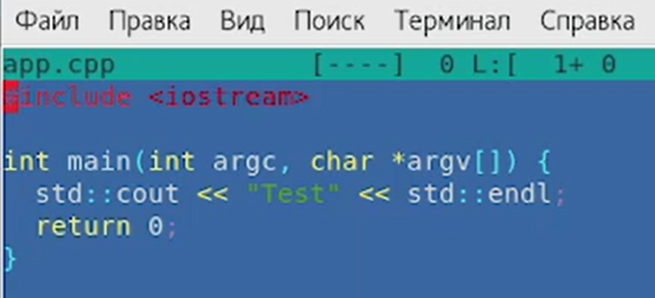 Файл Правка Вид Поиск Терминал Справка
app.cpp [----] 0 L:[ 1+ 0
#include <iostream>
int main(int argc, char *argv[]) {
  std::cout << "Test" << std::endl;
  return 0;
}